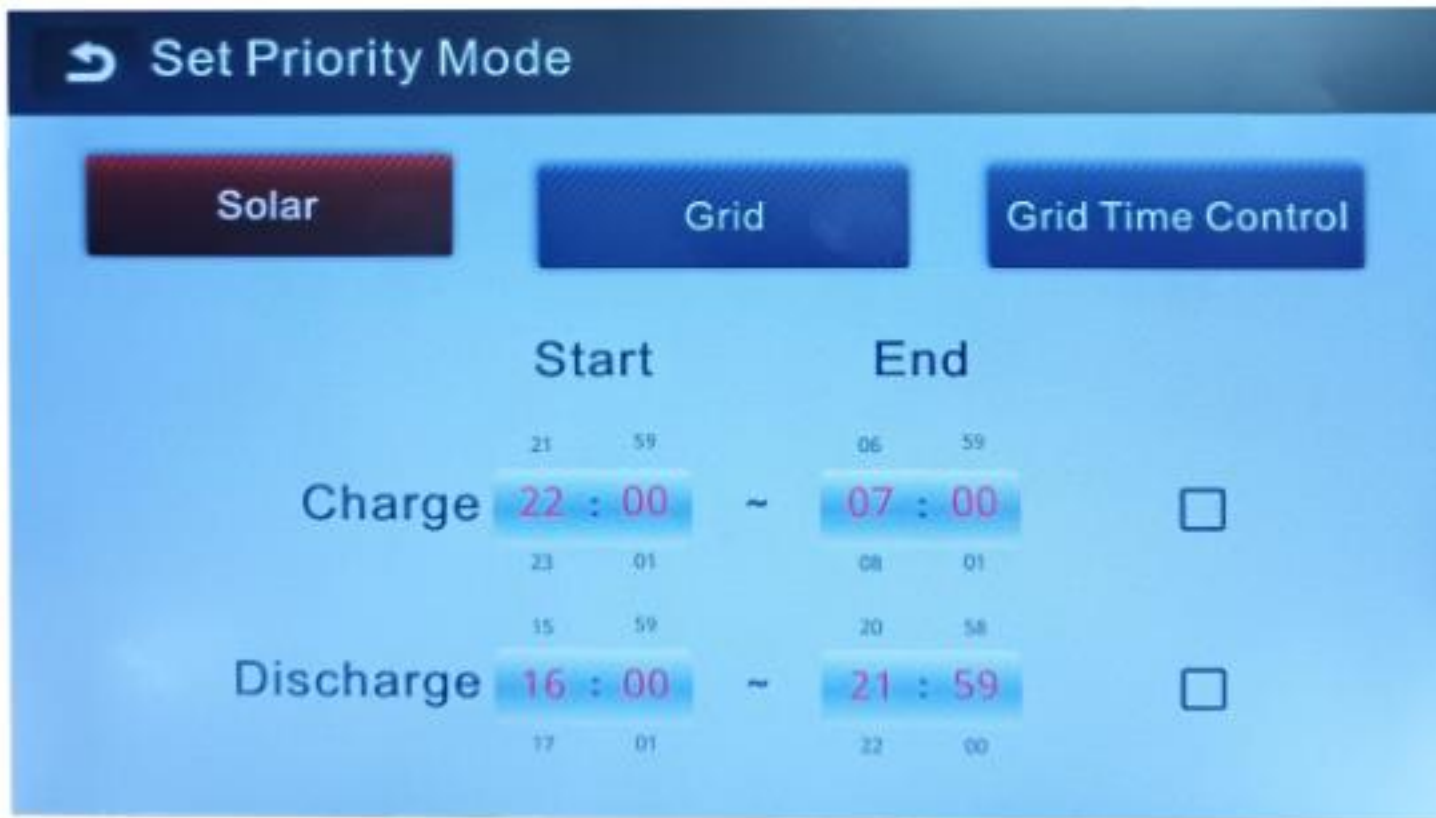 Set Priority Mode
Solar Grid Grid Time Control
Start End
21 59 06 59
Charge 22 : 00 ~ 07 : 00
23 01 08 01
15 59 20 58
Discharge 16 : 00 ~ 21 : 59
17 01 22 00